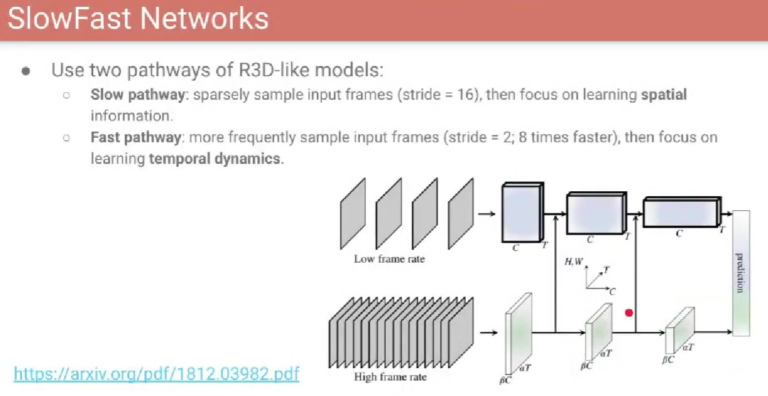 SlowFast Networks
● Use two pathways of R3D-like models:
○ Slow pathway: sparsely sample input frames (stride = 16), then focus on learning spatial
information.
○ Fast pathway: more frequently sample input frames (stride = 2; 8 times faster), then focus on
learning temporal dynamics.
Low frame rate
C T
C T
C T
H,W
T
C
prediction
High frame rate
βC αT
βC αT
βC αT
https://arxiv.org/pdf/1812.03982.pdf